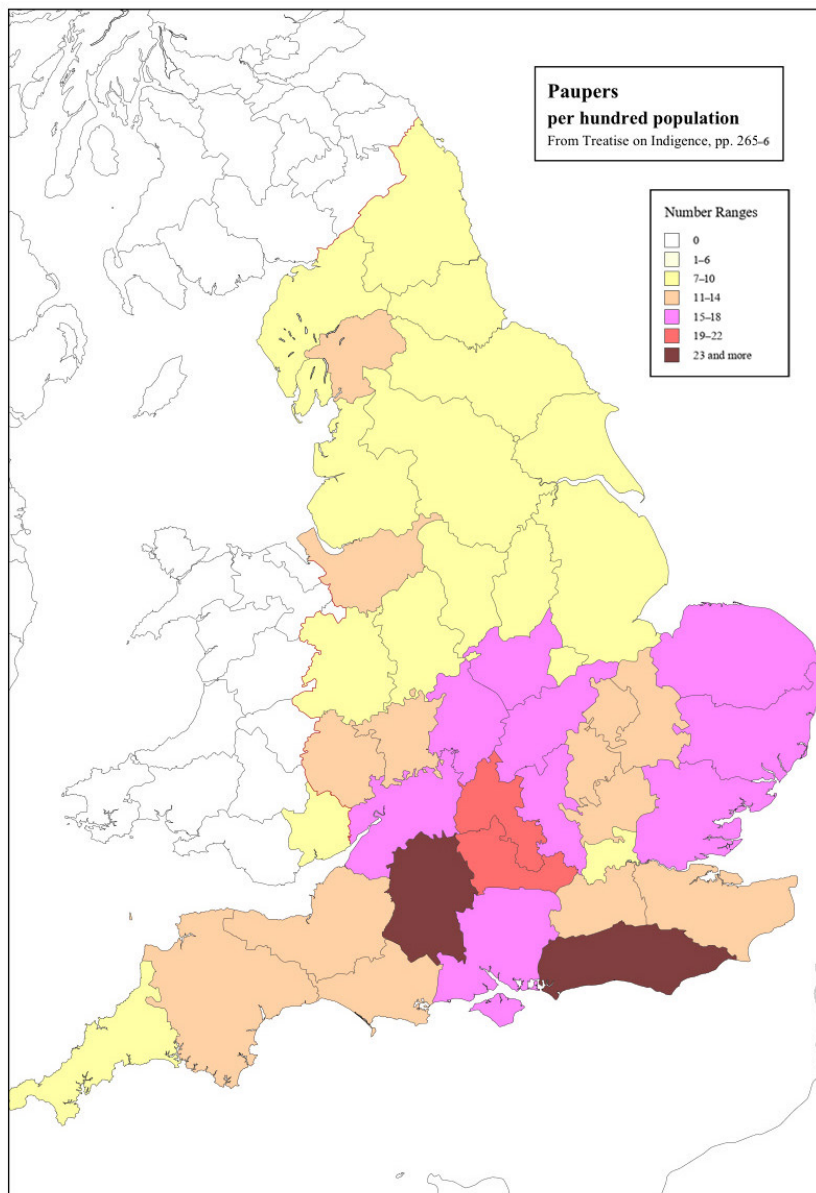 Paupers
per hundred population
From Treatise on Indigence, pp. 265–6
Number Ranges
0
1–6
7–10
11–14
15–18
19–22
23 and more